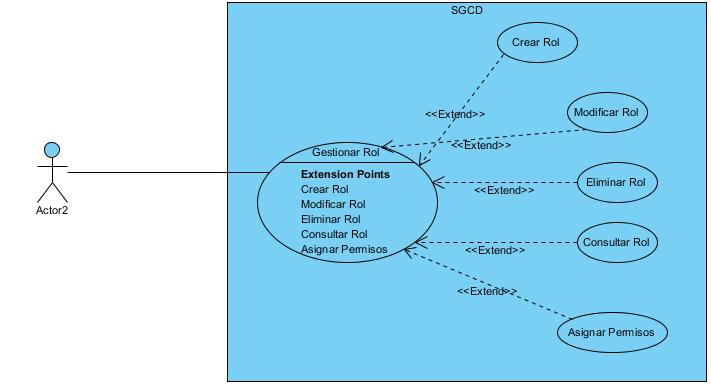 SGCD
Crear Rol
<<Extend>>
Modificar Rol
<<Extend>>
Gestionar Rol
Extension Points
Crear Rol
Modificar Rol
Eliminar Rol
Consultar Rol
Asignar Permisos
Eliminar Rol
<<Extend>>
Actor2
Consultar Rol
<<Extend>>
<<Extend>>
Asignar Permisos